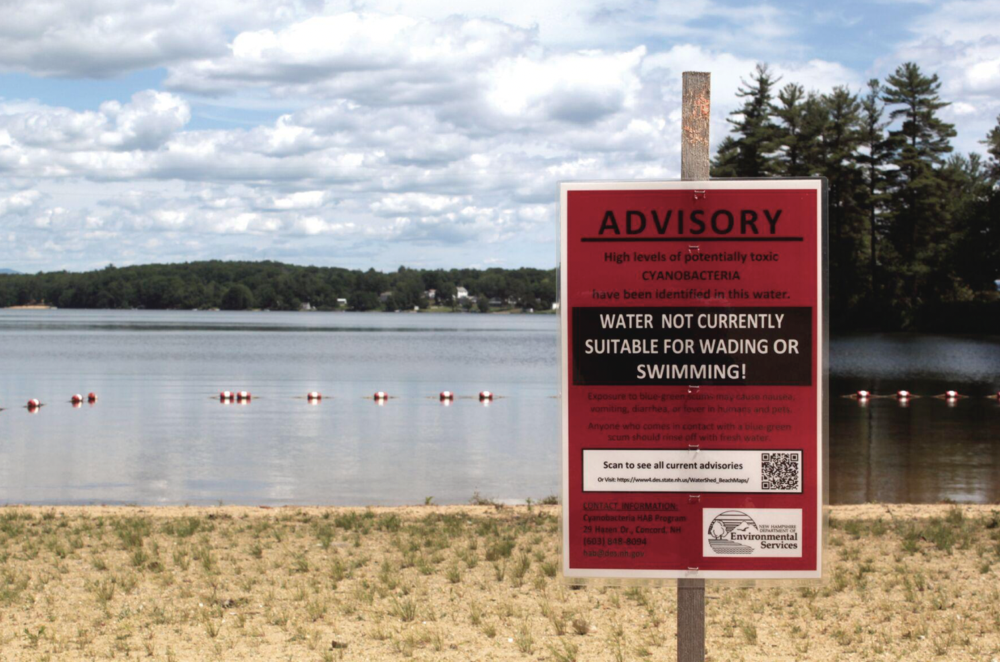 ADVISORY
High levels of potentially toxic
CYANOBACTERIA
have been identified in this water.
WATER NOT CURRENTLY
SUITABLE FOR WADING OR
SWIMMING!
Exposure to blue-green scums may cause nausea,
vomiting, diarrhea, or fever in humans and pets.
Anyone who comes in contact with a blue-green
scum should rinse off with fresh water.
Scan to see all current advisories
Or Visit: https://www4.des.state.nh.us/WaterShed_BeachMaps/
CONTACT INFORMATION:
Cyanobacteria HAB Program
29 Hazen Dr., Concord, NH
(603) 848-8094
hab@des.nh.gov
NEW HAMPSHIRE
DEPARTMENT OF
Environmental
Services